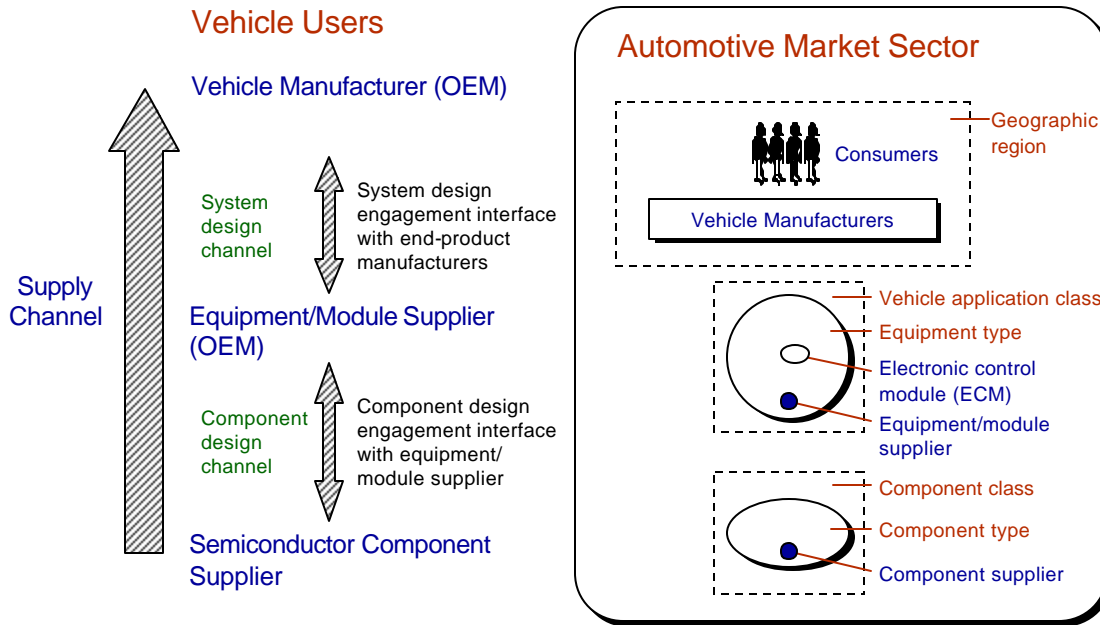 Vehicle Users
Vehicle Manufacturer (OEM)
System
design
channel
System design
engagement interface
with end-product
manufacturers
Supply
Channel
Equipment/Module Supplier
(OEM)
Component
design
channel
Component design
engagement interface
with equipment/
module supplier
Semiconductor Component
Supplier
Automotive Market Sector
Geographic
region
Consumers
Vehicle Manufacturers
Vehicle application class
Equipment type
Electronic control
module (ECM)
Equipment/module
supplier
Component class
Component type
Component supplier